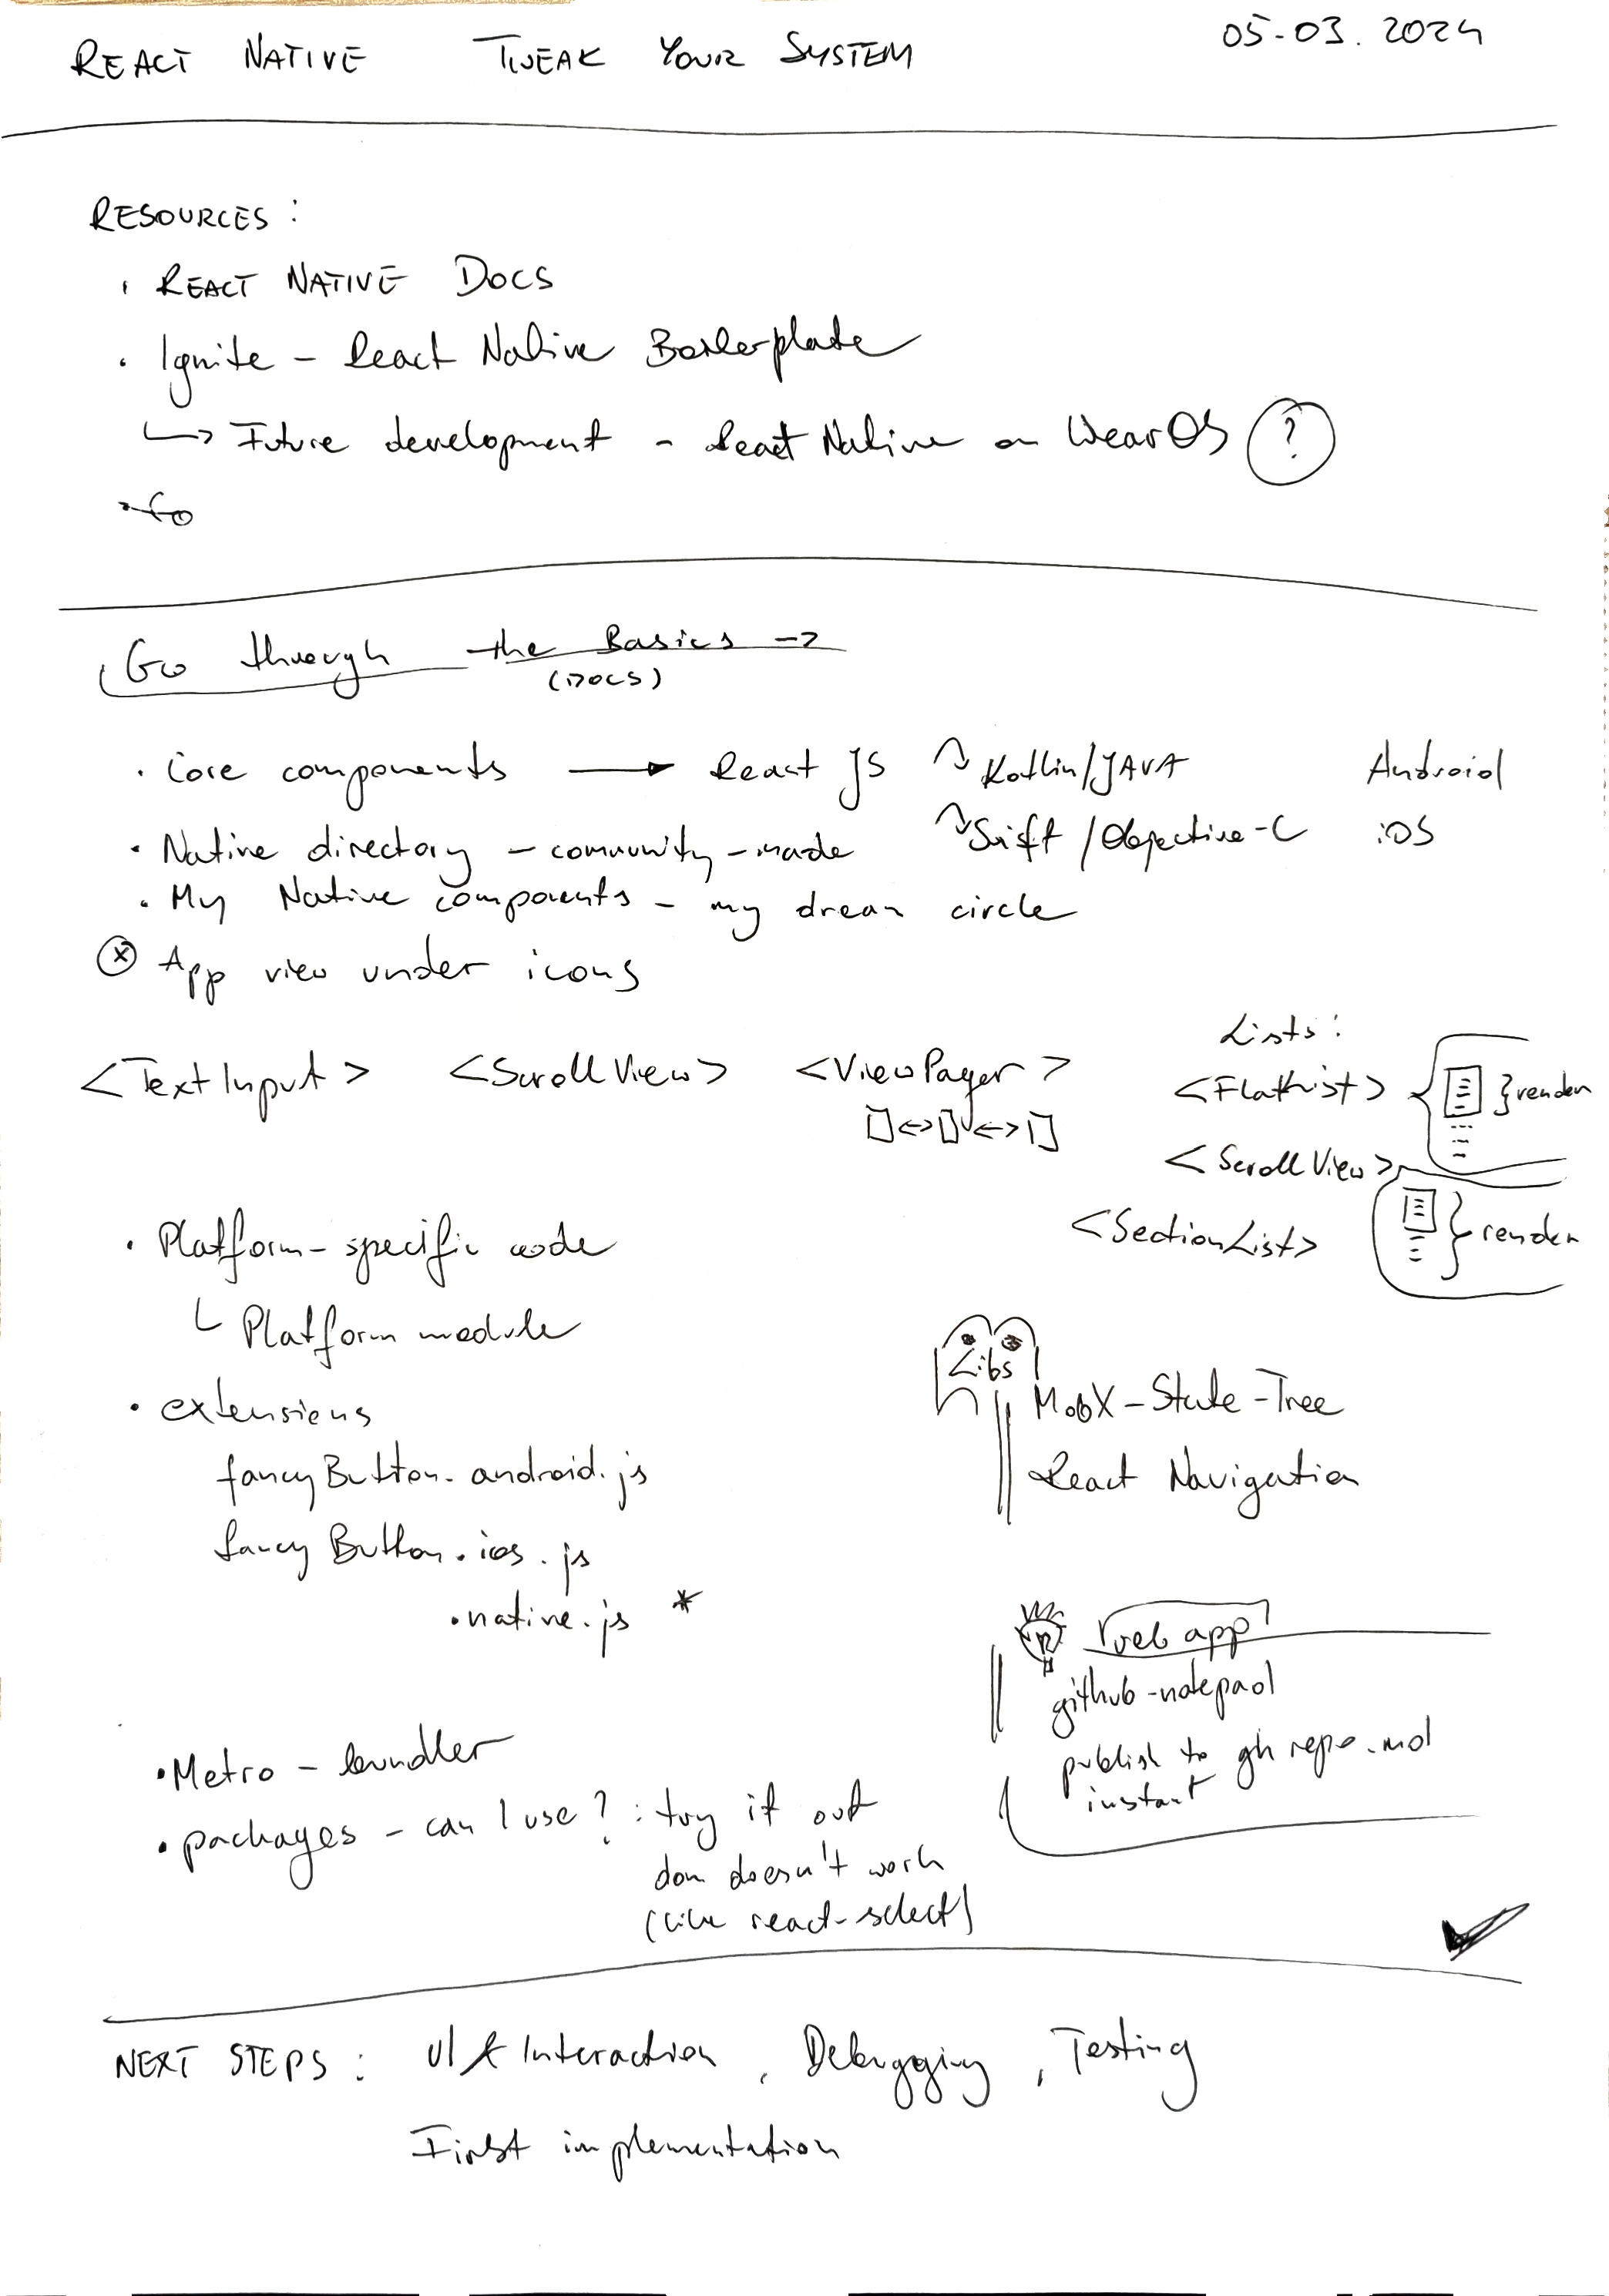 REACT NATIVE TWEAK YOUR SYSTEM 05-03.2024
RESOURCES:
· REACT NATIVE DOCS
· Ignite - React Native Boilerplate
↳ Future development - React Native on WearOS ?
Go through the Basics →
(DOCS)
· Core components → React JS ↷ Kotlin/JAVA Android
↷ Swift / Objective-C iOS
· Native directory - community-made
· My Native components - my dream circle
ⓧ App view under icons
<TextInput> <ScrollView> <ViewPager>
[]<->[]<->[]
Lists:
<FlatList> { } render
<ScrollView>
<SectionList> } render
· Platform-specific code
└ Platform module
· extensions
fancyButton.android.js
fancyButton.ios.js
.native.js *
Libs
MobX-State-Tree
React Navigation
web app
github-notepad
publish to gh repo .md
instant
· Metro - bundler
· packages - can I use? : try it out
dom doesn't work
(like react-select)
NEXT STEPS: UI & Interaction, Debugging, Testing
First implementation